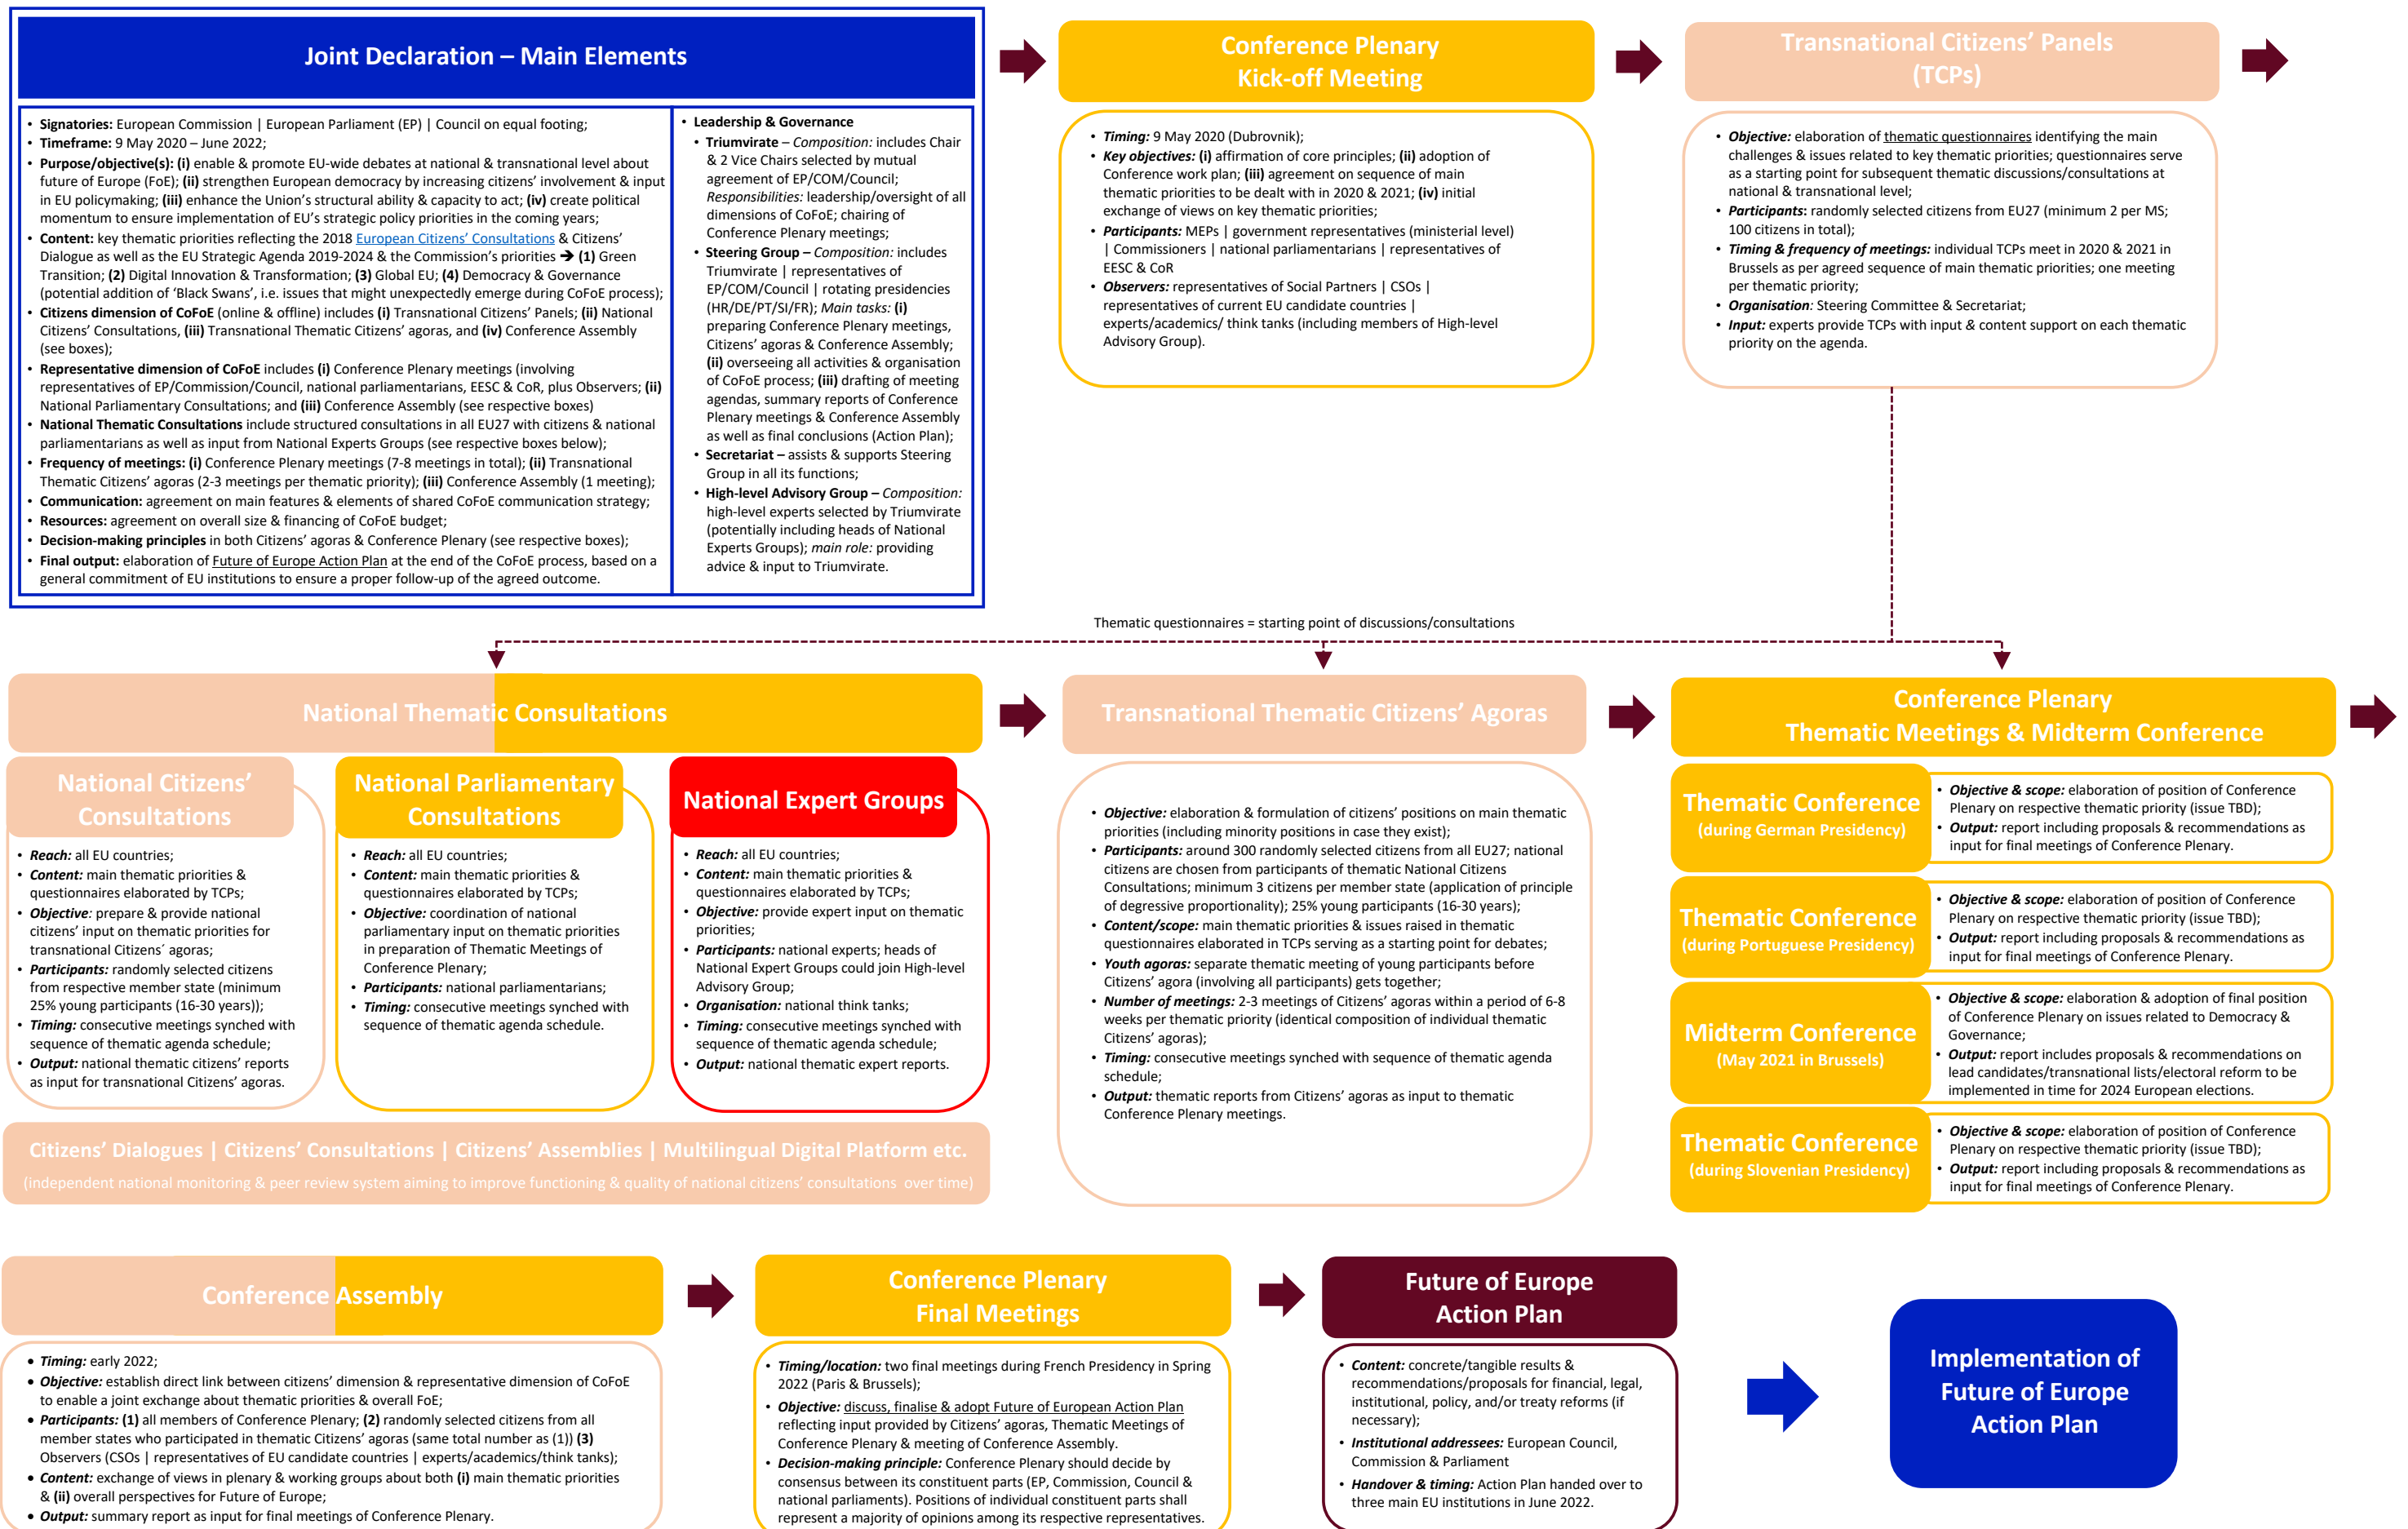 Joint Declaration – Main Elements
• Signatories: European Commission | European Parliament (EP) | Council on equal footing;
• Timeframe: 9 May 2020 – June 2022;
• Purpose/objective(s): (i) enable & promote EU-wide debates at national & transnational level about
future of Europe (FoE); (ii) strengthen European democracy by increasing citizens' involvement & input
in EU policymaking; (iii) enhance the Union's structural ability & capacity to act; (iv) create political
momentum to ensure implementation of EU's strategic policy priorities in the coming years;
• Content: key thematic priorities reflecting the 2018 European Citizens' Consultations & Citizens'
Dialogue as well as the EU Strategic Agenda 2019-2024 & the Commission's priorities ➔ (1) Green
Transition; (2) Digital Innovation & Transformation; (3) Global EU; (4) Democracy & Governance
(potential addition of 'Black Swans', i.e. issues that might unexpectedly emerge during CoFoE process);
• Citizens dimension of CoFoE (online & offline) includes (i) Transnational Citizens' Panels; (ii) National
Citizens' Consultations, (iii) Transnational Thematic Citizens' agoras, and (iv) Conference Assembly
(see boxes);
• Representative dimension of CoFoE includes (i) Conference Plenary meetings (involving
representatives of EP/Commission/Council, national parliamentarians, EESC & CoR, plus Observers; (ii)
National Parliamentary Consultations; and (iii) Conference Assembly (see respective boxes)
• National Thematic Consultations include structured consultations in all EU27 with citizens & national
parliamentarians as well as input from National Experts Groups (see respective boxes below);
• Frequency of meetings: (i) Conference Plenary meetings (7-8 meetings in total); (ii) Transnational
Thematic Citizens' agoras (2-3 meetings per thematic priority); (iii) Conference Assembly (1 meeting);
• Communication: agreement on main features & elements of shared CoFoE communication strategy;
• Resources: agreement on overall size & financing of CoFoE budget;
• Decision-making principles in both Citizens' agoras & Conference Plenary (see respective boxes);
• Final output: elaboration of Future of Europe Action Plan at the end of the CoFoE process, based on a
general commitment of EU institutions to ensure a proper follow-up of the agreed outcome.
• Leadership & Governance
• Triumvirate – Composition: includes Chair
& 2 Vice Chairs selected by mutual
agreement of EP/COM/Council;
Responsibilities: leadership/oversight of all
dimensions of CoFoE; chairing of
Conference Plenary meetings;
• Steering Group – Composition: includes
Triumvirate | representatives of
EP/COM/Council | rotating presidencies
(HR/DE/PT/SI/FR); Main tasks: (i)
preparing Conference Plenary meetings,
Citizens' agoras & Conference Assembly;
(ii) overseeing all activities & organisation
of CoFoE process; (iii) drafting of meeting
agendas, summary reports of Conference
Plenary meetings & Conference Assembly
as well as final conclusions (Action Plan);
• Secretariat – assists & supports Steering
Group in all its functions;
• High-level Advisory Group – Composition:
high-level experts selected by Triumvirate
(potentially including heads of National
Experts Groups); main role: providing
advice & input to Triumvirate.
Conference Plenary
Kick-off Meeting
• Timing: 9 May 2020 (Dubrovnik);
• Key objectives: (i) affirmation of core principles; (ii) adoption of
Conference work plan; (iii) agreement on sequence of main
thematic priorities to be dealt with in 2020 & 2021; (iv) initial
exchange of views on key thematic priorities;
• Participants: MEPs | government representatives (ministerial level)
| Commissioners | national parliamentarians | representatives of
EESC & CoR
• Observers: representatives of Social Partners | CSOs |
representatives of current EU candidate countries |
experts/academics/ think tanks (including members of High-level
Advisory Group).
Transnational Citizens' Panels
(TCPs)
• Objective: elaboration of thematic questionnaires identifying the main
challenges & issues related to key thematic priorities; questionnaires serve
as a starting point for subsequent thematic discussions/consultations at
national & transnational level;
• Participants: randomly selected citizens from EU27 (minimum 2 per MS;
100 citizens in total);
• Timing & frequency of meetings: individual TCPs meet in 2020 & 2021 in
Brussels as per agreed sequence of main thematic priorities; one meeting
per thematic priority;
• Organisation: Steering Committee & Secretariat;
• Input: experts provide TCPs with input & content support on each thematic
priority on the agenda.
Thematic questionnaires = starting point of discussions/consultations
National Thematic Consultations
National Citizens'
Consultations
• Reach: all EU countries;
• Content: main thematic priorities &
questionnaires elaborated by TCPs;
• Objective: prepare & provide national
citizens' input on thematic priorities for
transnational Citizens´ agoras;
• Participants: randomly selected citizens
from respective member state (minimum
25% young participants (16-30 years));
• Timing: consecutive meetings synched with
sequence of thematic agenda schedule;
• Output: national thematic citizens' reports
as input for transnational Citizens' agoras.
National Parliamentary
Consultations
• Reach: all EU countries;
• Content: main thematic priorities &
questionnaires elaborated by TCPs;
• Objective: coordination of national
parliamentary input on thematic priorities
in preparation of Thematic Meetings of
Conference Plenary;
• Participants: national parliamentarians;
• Timing: consecutive meetings synched with
sequence of thematic agenda schedule.
National Expert Groups
• Reach: all EU countries;
• Content: main thematic priorities &
questionnaires elaborated by TCPs;
• Objective: provide expert input on thematic
priorities;
• Participants: national experts; heads of
National Expert Groups could join High-level
Advisory Group;
• Organisation: national think tanks;
• Timing: consecutive meetings synched with
sequence of thematic agenda schedule;
• Output: national thematic expert reports.
Citizens' Dialogues | Citizens' Consultations | Citizens' Assemblies | Multilingual Digital Platform etc.
(independent national monitoring & peer review system aiming to improve functioning & quality of national citizens' consultations over time)
Transnational Thematic Citizens' Agoras
• Objective: elaboration & formulation of citizens' positions on main thematic
priorities (including minority positions in case they exist);
• Participants: around 300 randomly selected citizens from all EU27; national
citizens are chosen from participants of thematic National Citizens
Consultations; minimum 3 citizens per member state (application of principle
of degressive proportionality); 25% young participants (16-30 years);
• Content/scope: main thematic priorities & issues raised in thematic
questionnaires elaborated in TCPs serving as a starting point for debates;
• Youth agoras: separate thematic meeting of young participants before
Citizens' agora (involving all participants) gets together;
• Number of meetings: 2-3 meetings of Citizens' agoras within a period of 6-8
weeks per thematic priority (identical composition of individual thematic
Citizens' agoras);
• Timing: consecutive meetings synched with sequence of thematic agenda
schedule;
• Output: thematic reports from Citizens' agoras as input to thematic
Conference Plenary meetings.
Conference Plenary
Thematic Meetings & Midterm Conference
Thematic Conference
(during German Presidency)
• Objective & scope: elaboration of position of Conference
Plenary on respective thematic priority (issue TBD);
• Output: report including proposals & recommendations as
input for final meetings of Conference Plenary.
Thematic Conference
(during Portuguese Presidency)
• Objective & scope: elaboration of position of Conference
Plenary on respective thematic priority (issue TBD);
• Output: report including proposals & recommendations as
input for final meetings of Conference Plenary.
Midterm Conference
(May 2021 in Brussels)
• Objective & scope: elaboration & adoption of final position
of Conference Plenary on issues related to Democracy &
Governance;
• Output: report includes proposals & recommendations on
lead candidates/transnational lists/electoral reform to be
implemented in time for 2024 European elections.
Thematic Conference
(during Slovenian Presidency)
• Objective & scope: elaboration of position of Conference
Plenary on respective thematic priority (issue TBD);
• Output: report including proposals & recommendations as
input for final meetings of Conference Plenary.
Conference Assembly
• Timing: early 2022;
• Objective: establish direct link between citizens' dimension & representative dimension of CoFoE
to enable a joint exchange about thematic priorities & overall FoE;
• Participants: (1) all members of Conference Plenary; (2) randomly selected citizens from all
member states who participated in thematic Citizens' agoras (same total number as (1)) (3)
Observers (CSOs | representatives of EU candidate countries | experts/academics/think tanks);
• Content: exchange of views in plenary & working groups about both (i) main thematic priorities
& (ii) overall perspectives for Future of Europe;
• Output: summary report as input for final meetings of Conference Plenary.
Conference Plenary
Final Meetings
• Timing/location: two final meetings during French Presidency in Spring
2022 (Paris & Brussels);
• Objective: discuss, finalise & adopt Future of European Action Plan
reflecting input provided by Citizens' agoras, Thematic Meetings of
Conference Plenary & meeting of Conference Assembly.
• Decision-making principle: Conference Plenary should decide by
consensus between its constituent parts (EP, Commission, Council &
national parliaments). Positions of individual constituent parts shall
represent a majority of opinions among its respective representatives.
Future of Europe
Action Plan
• Content: concrete/tangible results &
recommendations/proposals for financial, legal,
institutional, policy, and/or treaty reforms (if
necessary);
• Institutional addressees: European Council,
Commission & Parliament
• Handover & timing: Action Plan handed over to
three main EU institutions in June 2022.
Implementation of
Future of Europe
Action Plan